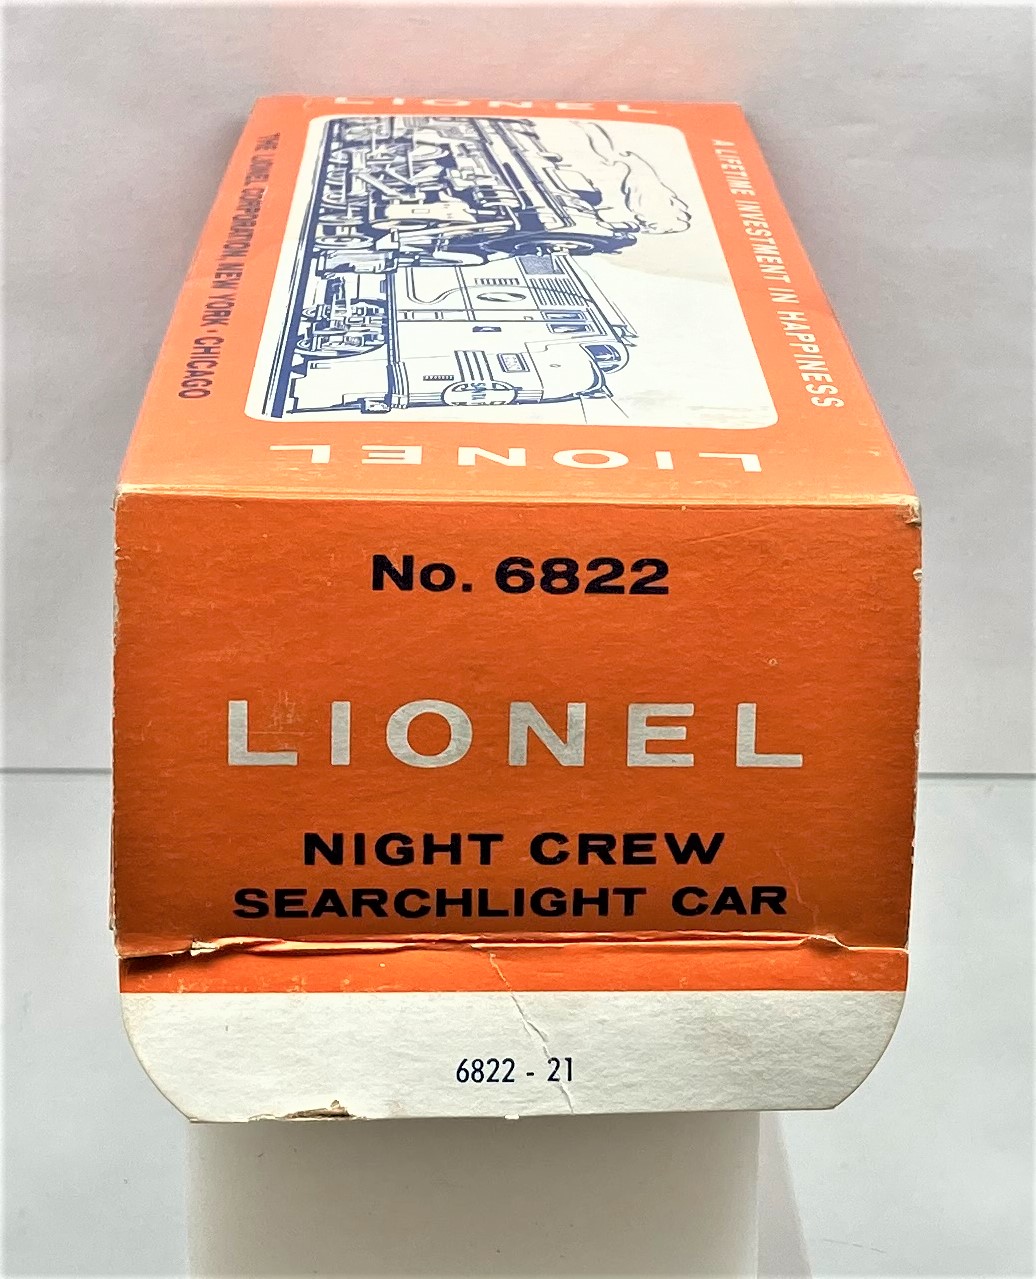 LIONEL
A LIFETIME INVESTMENT IN HAPPINESS
THE LIONEL CORPORATION, NEW YORK • CHICAGO
LIONEL
No. 6822
LIONEL
NIGHT CREW
SEARCHLIGHT CAR
6822 - 21